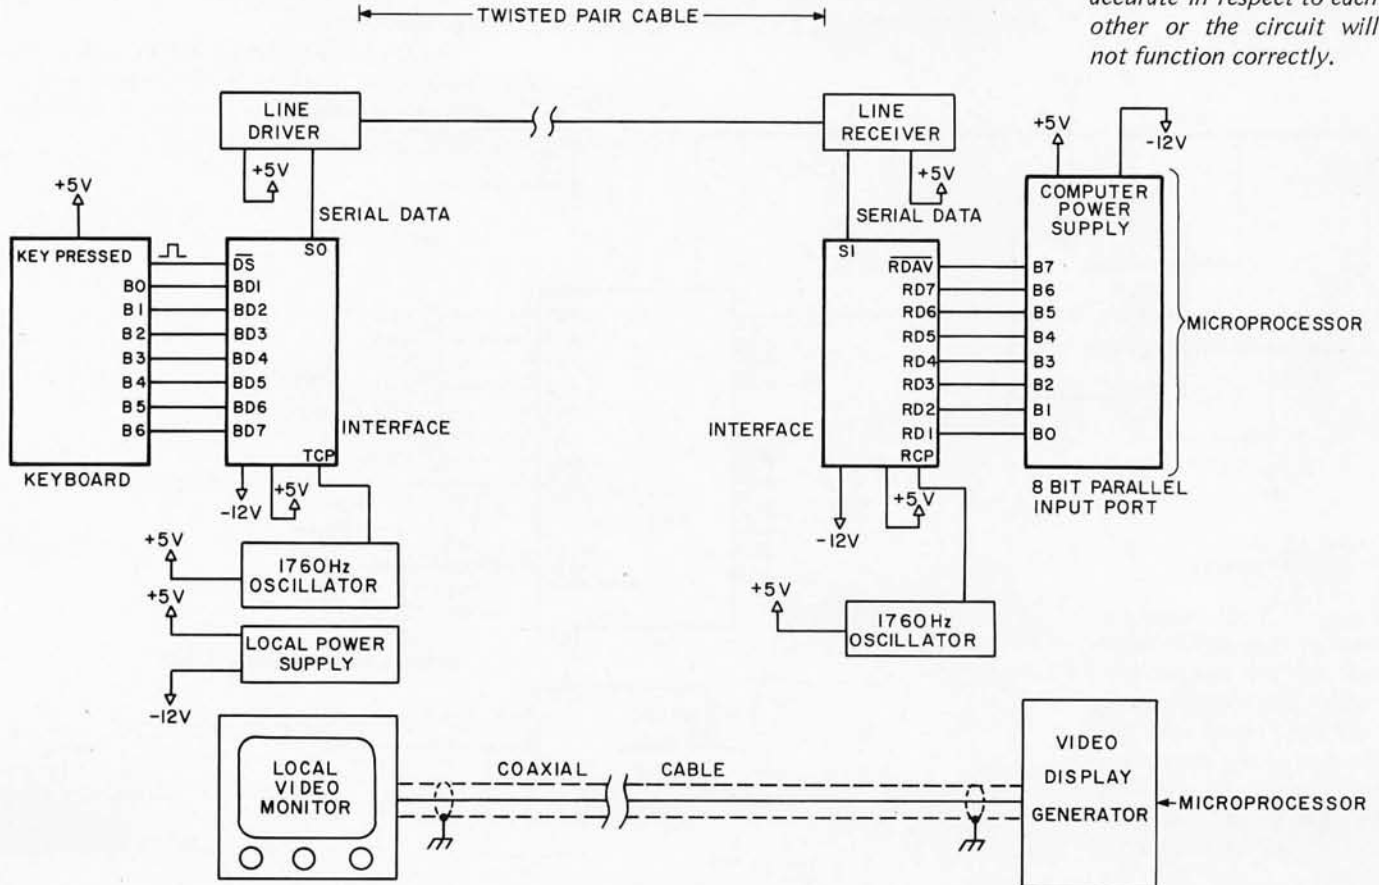 accurate in respect to each
other or the circuit will
not function correctly.
TWISTED PAIR CABLE
LINE
DRIVER
+5V
SERIAL DATA
LINE
RECEIVER
+5V
SERIAL DATA
+5V
-12V
COMPUTER
POWER
SUPPLY
+5V
KEY PRESSED
B0
B1
B2
B3
B4
B5
B6
KEYBOARD
SO
DS
BD1
BD2
BD3
BD4
BD5
BD6
BD7
TCP
INTERFACE
-12V
+5V
SI
RDAV
RD7
RD6
RD5
RD4
RD3
RD2
RD1
RCP
INTERFACE
-12V
+5V
B7
B6
B5
B4
B3
B2
B1
B0
MICROPROCESSOR
8 BIT PARALLEL
INPUT PORT
+5V
1760Hz
OSCILLATOR
+5V
LOCAL POWER
SUPPLY
-12V
+5V
1760Hz
OSCILLATOR
LOCAL
VIDEO
MONITOR
COAXIAL CABLE
VIDEO
DISPLAY
GENERATOR
MICROPROCESSOR